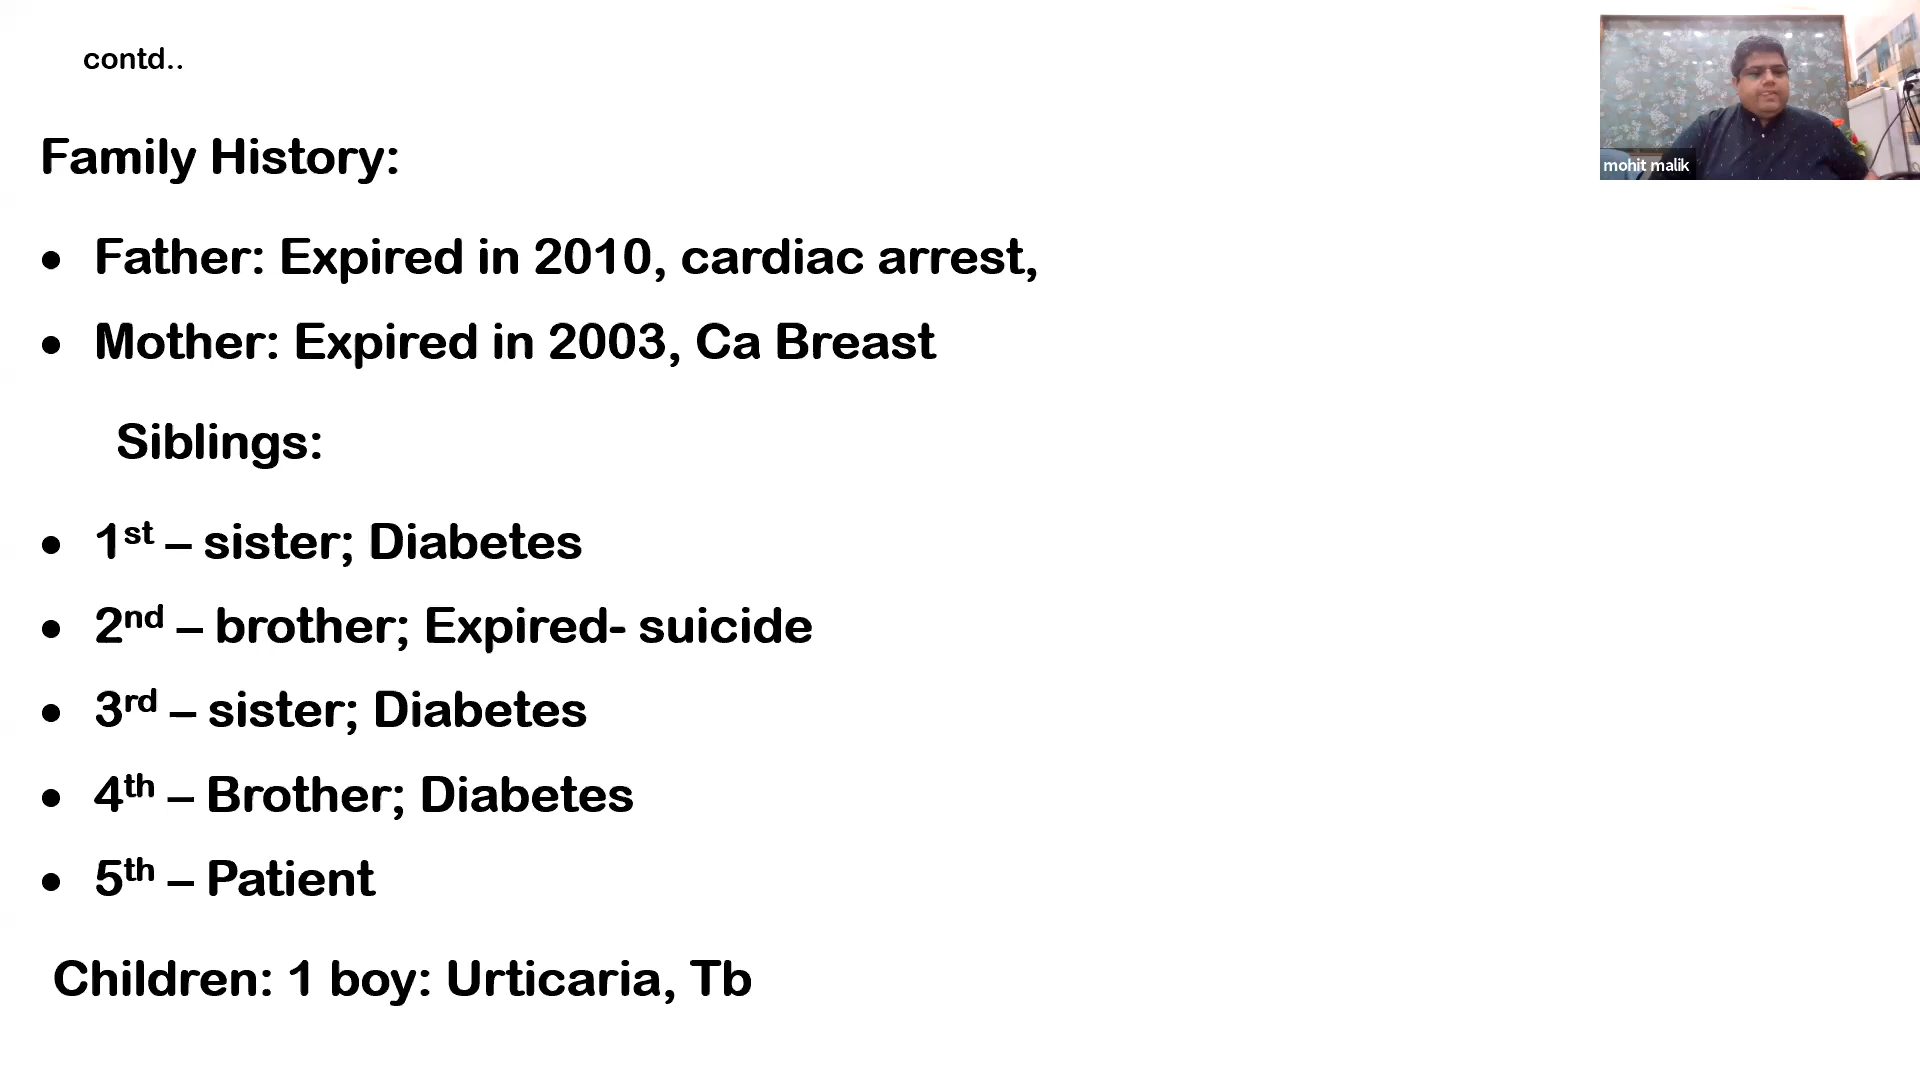 contd..
mohit malik
Family History:
• Father: Expired in 2010, cardiac arrest,
• Mother: Expired in 2003, Ca Breast
Siblings:
• 1st – sister; Diabetes
• 2nd – brother; Expired- suicide
• 3rd – sister; Diabetes
• 4th – Brother; Diabetes
• 5th – Patient
Children: 1 boy: Urticaria, Tb